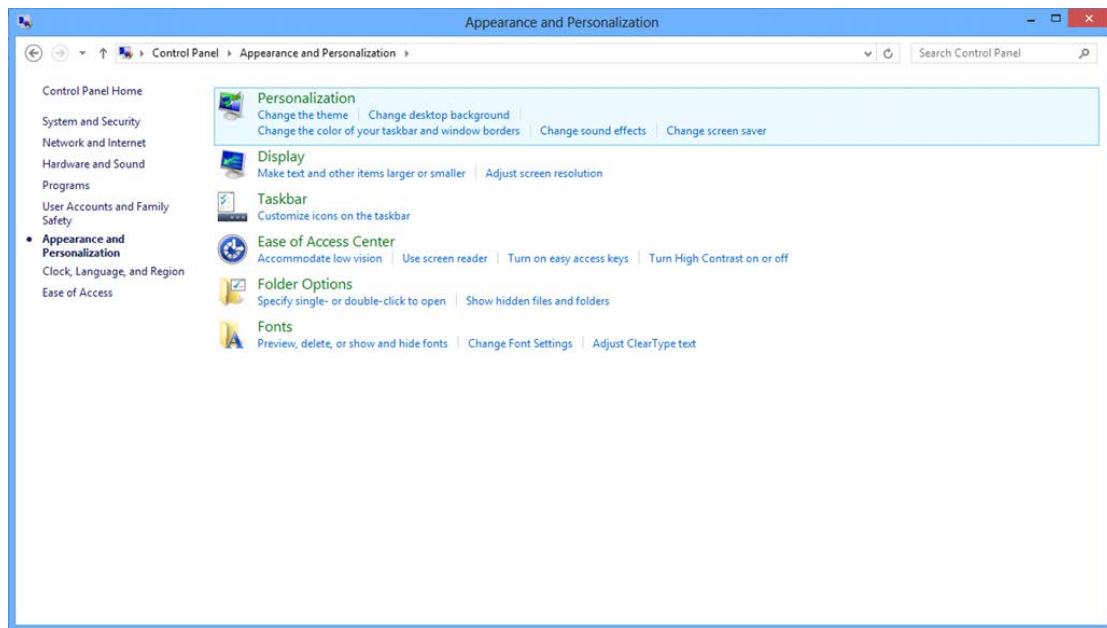 Appearance and Personalization
Control Panel Appearance and Personalization
Search Control Panel
Control Panel Home
System and Security
Network and Internet
Hardware and Sound
Programs
User Accounts and Family
Safety
Appearance and
Personalization
Clock, Language, and Region
Ease of Access
Personalization
Change the theme Change desktop background
Change the color of your taskbar and window borders Change sound effects Change screen saver
Display
Make text and other items larger or smaller Adjust screen resolution
Taskbar
Customize icons on the taskbar
Ease of Access Center
Accommodate low vision Use screen reader Turn on easy access keys Turn High Contrast on or off
Folder Options
Specify single- or double-click to open Show hidden files and folders
Fonts
Preview, delete, or show and hide fonts Change Font Settings Adjust ClearType text